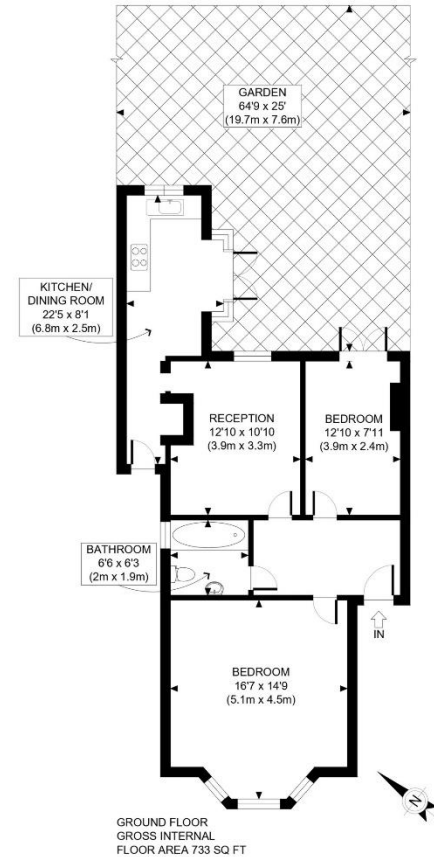 GARDEN
64'9 x 25'
(19.7m x 7.6m)
KITCHEN/
DINING ROOM
22'5 x 8'1
(6.8m x 2.5m)
RECEPTION
12'10 x 10'10
(3.9m x 3.3m)
BEDROOM
12'10 x 7'11
(3.9m x 2.4m)
BATHROOM
6'6 x 6'3
(2m x 1.9m)
IN
BEDROOM
16'7 x 14'9
(5.1m x 4.5m)
N
GROUND FLOOR
GROSS INTERNAL
FLOOR AREA 733 SQ FT